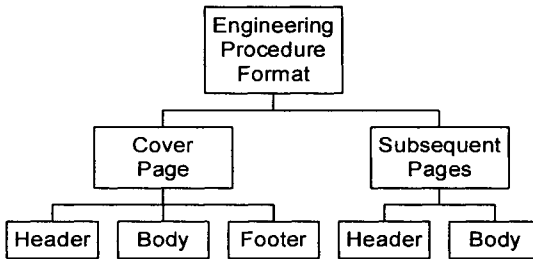 Engineering
Procedure
Format
Cover
Page
Subsequent
Pages
Header
Body
Footer
Header
Body